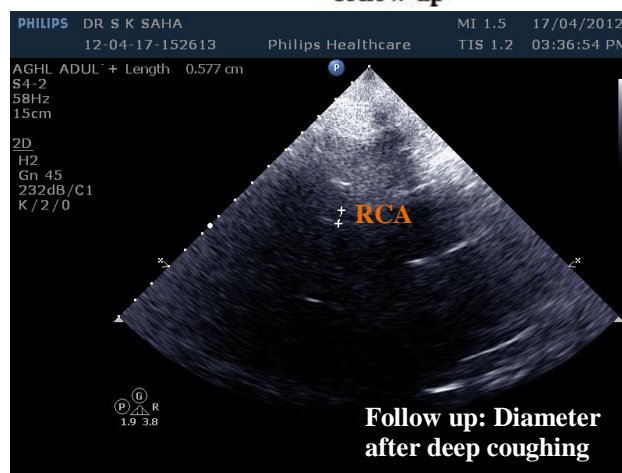 PHILIPS DR S K SAHA MI 1.5 17/04/2012
12-04-17-152613 Philips Healthcare TIS 1.2 03:36:54 PM
AGHL ADUL + Length 0.577 cm
P
S4-2
58Hz
15cm
2D
H2
Gn 45
232dB/C1
K/2/0
RCA
G
P R
1.9 3.8
Follow up: Diameter
after deep coughing